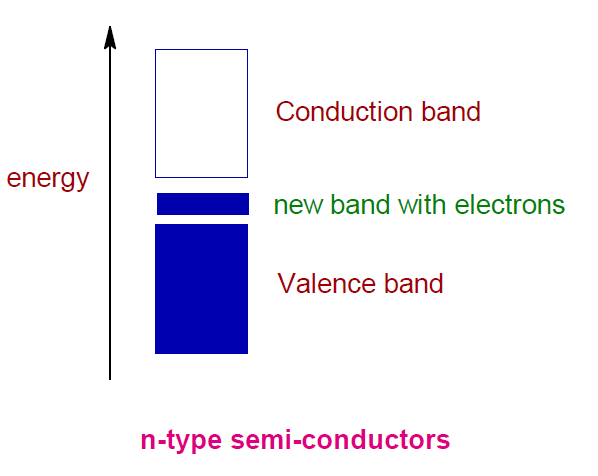 Conduction band
energy
new band with electrons
Valence band
n-type semi-conductors